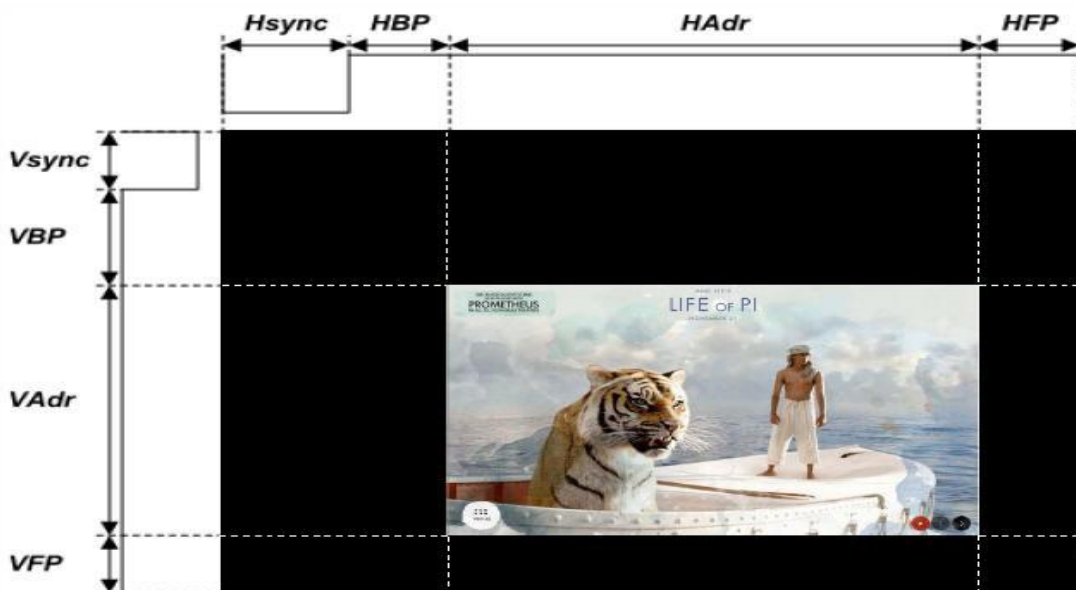 Hsync HBP HAdr HFP
Vsync
VBP
VAdr
VFP
PROMETHEUS
LIFE OF PI